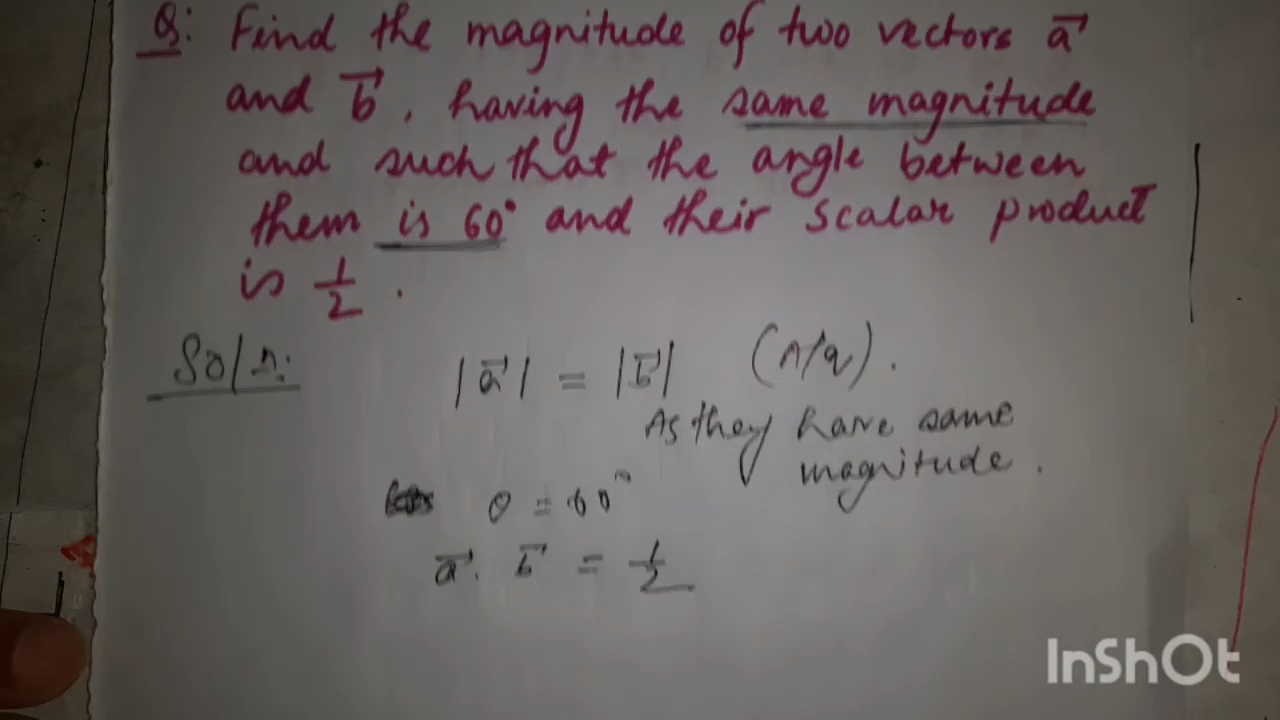 Q: Find the magnitude of two vectors a⃗
and b⃗, having the same magnitude
and such that the angle between
them is 60° and their scalar product
is 1/2.
Sol n:
|a⃗| = |b⃗| (A/q).
As they have same
magnitude.
θ = 60°
a⃗. b⃗ = 1/2
InShOt